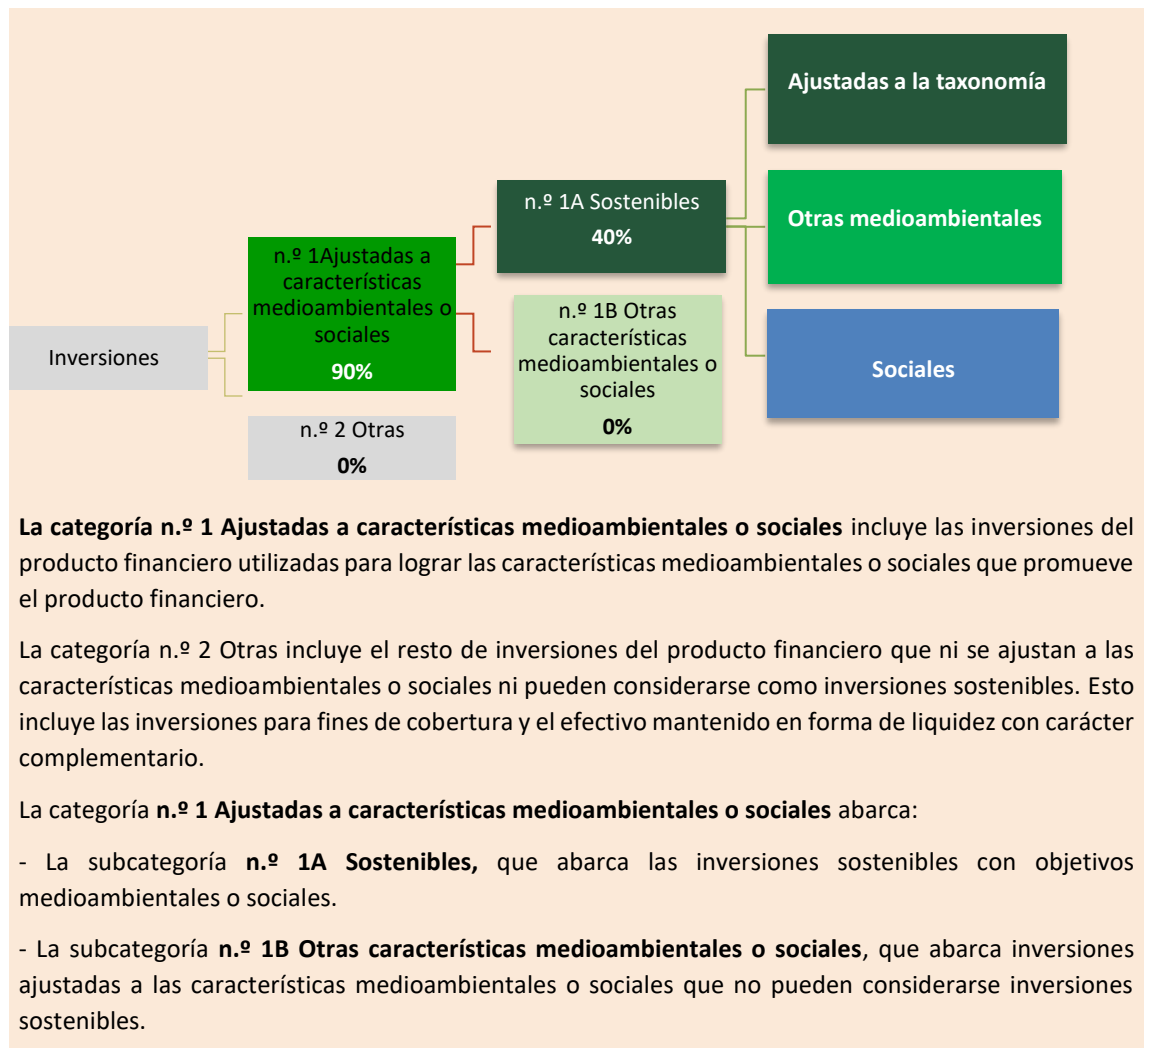 Ajustadas a la taxonomía
n.º 1A Sostenibles
40%
Otras medioambientales
n.º 1Ajustadas a
características
medioambientales o
sociales
90%
n.º 1B Otras
características
medioambientales o
sociales
0%
Inversiones
Sociales
n.º 2 Otras
0%
La categoría n.º 1 Ajustadas a características medioambientales o sociales incluye las inversiones del
producto financiero utilizadas para lograr las características medioambientales o sociales que promueve
el producto financiero.
La categoría n.º 2 Otras incluye el resto de inversiones del producto financiero que ni se ajustan a las
características medioambientales o sociales ni pueden considerarse como inversiones sostenibles. Esto
incluye las inversiones para fines de cobertura y el efectivo mantenido en forma de liquidez con carácter
complementario.
La categoría n.º 1 Ajustadas a características medioambientales o sociales abarca:
- La subcategoría n.º 1A Sostenibles, que abarca las inversiones sostenibles con objetivos
medioambientales o sociales.
- La subcategoría n.º 1B Otras características medioambientales o sociales, que abarca inversiones
ajustadas a las características medioambientales o sociales que no pueden considerarse inversiones
sostenibles.